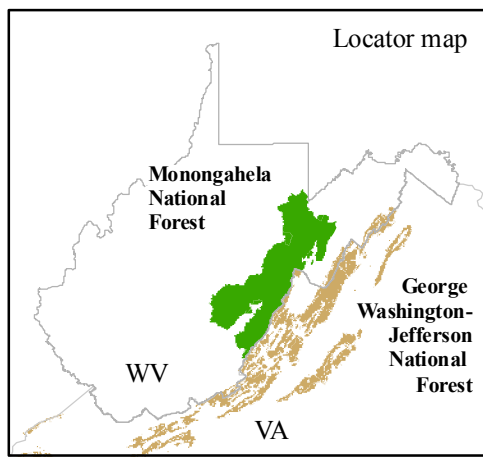 Locator map
Monongahela
National
Forest
George
Washington-
Jefferson
National
Forest
WV
VA